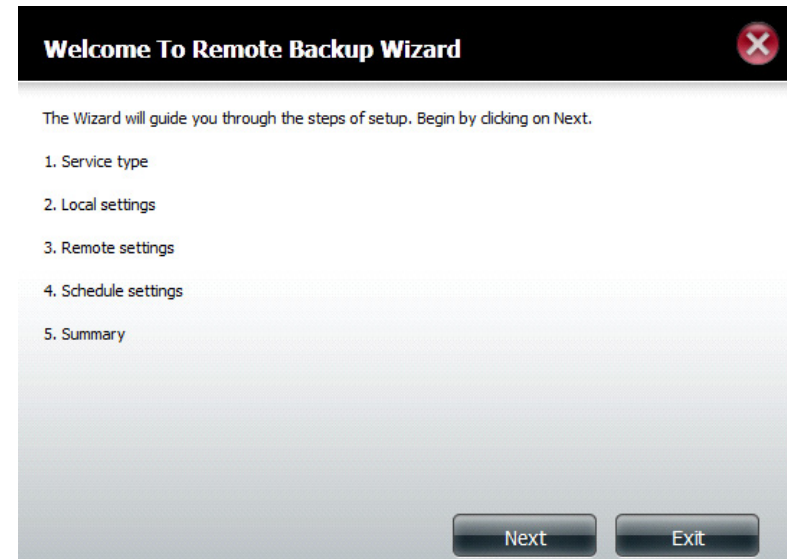 Welcome To Remote Backup Wizard
The Wizard will guide you through the steps of setup. Begin by clicking on Next.
1. Service type
2. Local settings
3. Remote settings
4. Schedule settings
5. Summary
Next
Exit